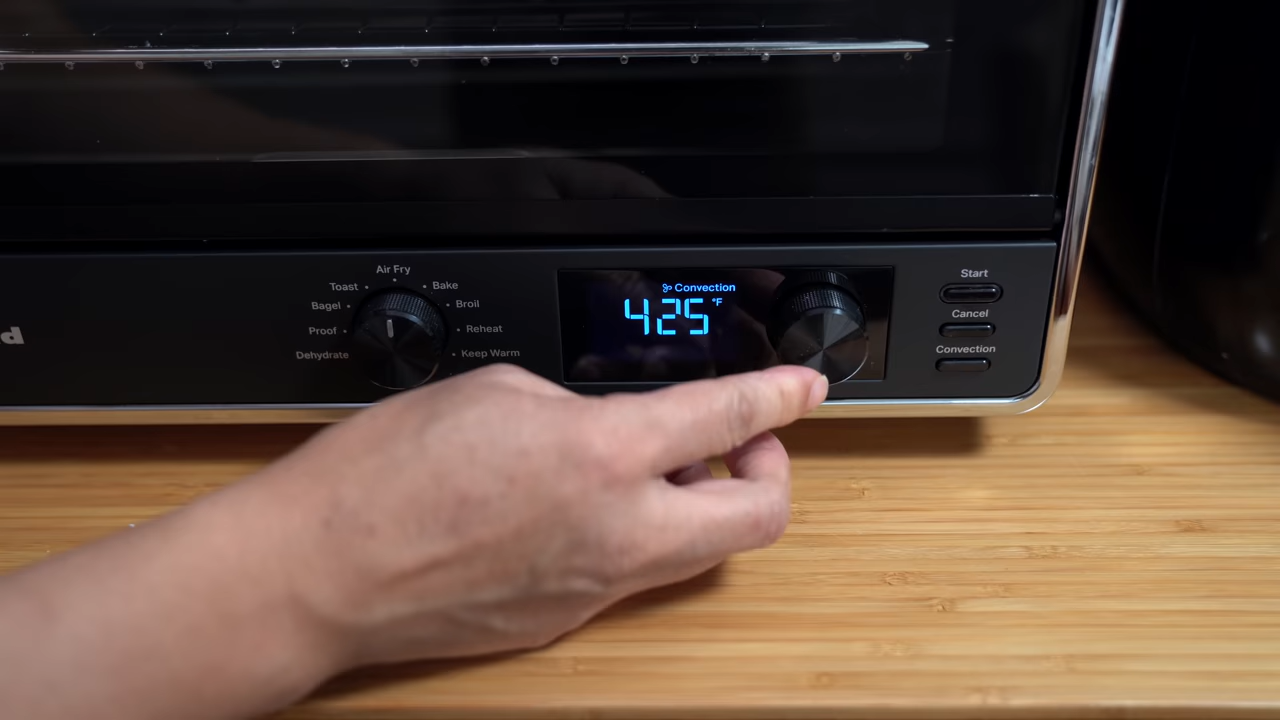 Air Fry
Toast
Bake
Bagel
Broil
Proof
Reheat
Dehydrate
Keep Warm
Convection
425 °F
Start
Cancel
Convection
d